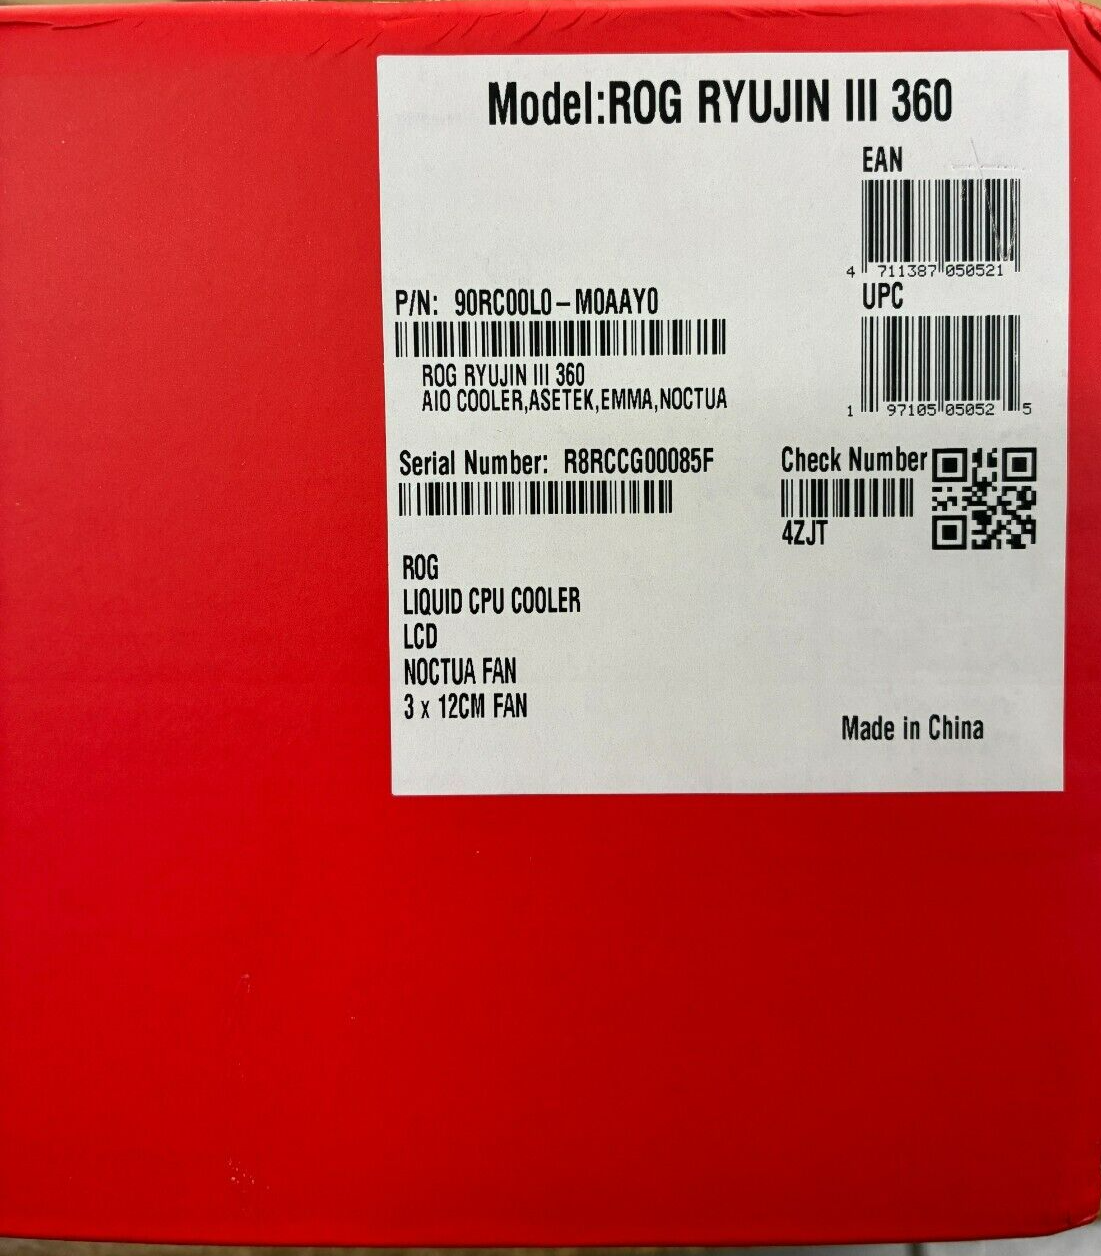 Model:ROG RYUJIN III 360
EAN
4 711387 050521
P/N: 90RC00L0-M0AAY0
UPC
ROG RYUJIN III 360
AIO COOLER,ASETEK,EMMA,NOCTUA
1 97105 05052 5
Serial Number: R8RCCG00085F
Check Number
4ZJT
ROG
LIQUID CPU COOLER
LCD
NOCTUA FAN
3 x 12CM FAN
Made in China